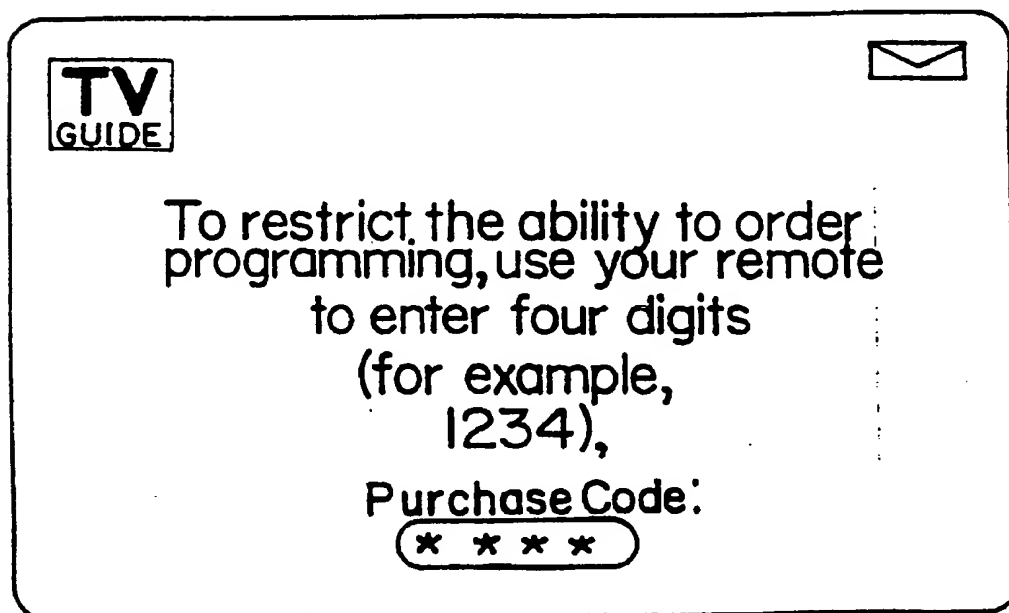 TV
GUIDE
To restrict the ability to order
programming, use your remote
to enter four digits
(for example,
1234),
Purchase Code:
* * * *